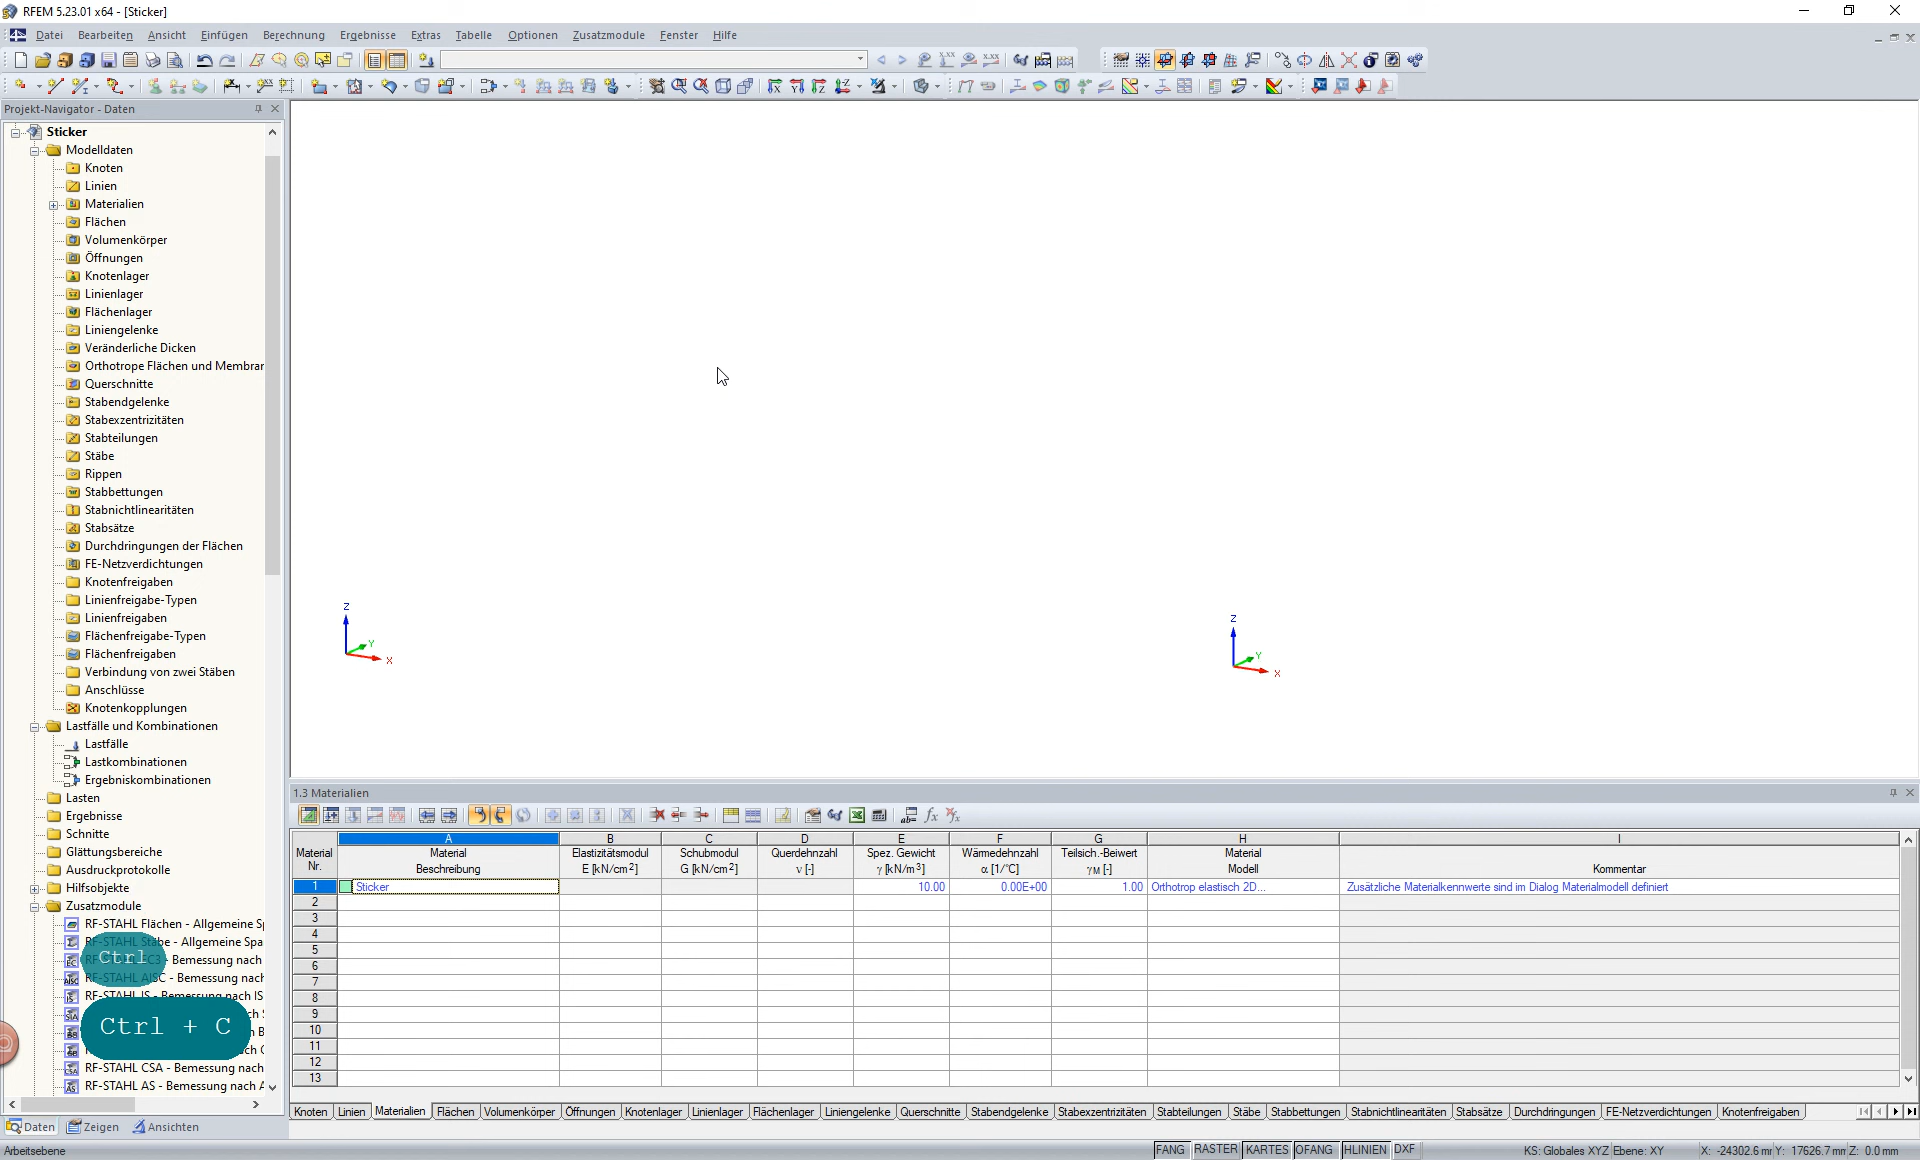 RFEM 5.23.01 x64 - [Sticker]
Datei Bearbeiten Ansicht Einfügen Berechnung Ergebnisse Extras Tabelle Optionen Zusatzmodule Fenster Hilfe
Projekt-Navigator - Daten
Sticker
Modelldaten
Knoten
Linien
Materialien
Flächen
Volumenkörper
Öffnungen
Knotenlager
Linienlager
Flächenlager
Liniengelenke
Veränderliche Dicken
Orthotrope Flächen und Membrar
Querschnitte
Stabendgelenke
Stabexzentrizitäten
Stabteilungen
Stäbe
Rippen
Stabbettungen
Stabnichtlinearitäten
Stabsätze
Durchdringungen der Flächen
FE-Netzverdichtungen
Knotenfreigaben
Linienfreigabe-Typen
Linienfreigaben
Flächenfreigabe-Typen
Flächenfreigaben
Verbindung von zwei Stäben
Anschlüsse
Knotenkopplungen
Lastfälle und Kombinationen
Lastfälle
Lastkombinationen
Ergebniskombinationen
Lasten
Ergebnisse
Schnitte
Glättungsbereiche
Ausdruckprotokolle
Hilfsobjekte
Zusatzmodule
RF-STAHL Flächen - Allgemeine Sp
RF-STAHL Stäbe - Allgemeine Spa
RF-STAHL EC3 - Bemessung nach
RF-STAHL AISC - Bemessung nach
RF-STAHL IS - Bemessung nach IS
RF-STAHL CSA - Bemessung nach
RF-STAHL AS - Bemessung nach A
Ctrl
Ctrl + C
Daten Zeigen Ansichten
Z Y X
Z Y X
1.3 Materialien
A B C D E F G H I
Material Nr. Material Beschreibung Elastizitätsmodul E [kN/cm2] Schubmodul G [kN/cm2] Querdehnzahl ν [-] Spez. Gewicht γ [kN/m3] Wärmedehnzahl α [1/°C] Teilsich.-Beiwert γM [-] Material Modell Kommentar
1 Sticker 10.00 0.00E+00 1.00 Orthotrop elastisch 2D... Zusätzliche Materialkennwerte sind im Dialog Materialmodell definiert
2
3
4
5
6
7
8
9
10
11
12
13
Knoten Linien Materialien Flächen Volumenkörper Öffnungen Knotenlager Linienlager Flächenlager Liniengelenke Querschnitte Stabendgelenke Stabexzentrizitäten Stabteilungen Stäbe Stabbettungen Stabnichtlinearitäten Stabsätze Durchdringungen FE-Netzverdichtungen Knotenfreigaben
Arbeitsebene FANG RASTER KARTES OFANG HLINIEN DXF KS: Globales XYZ Ebene: XY X: -24302.6 mm Y: 17626.7 mm Z: 0.0 mm